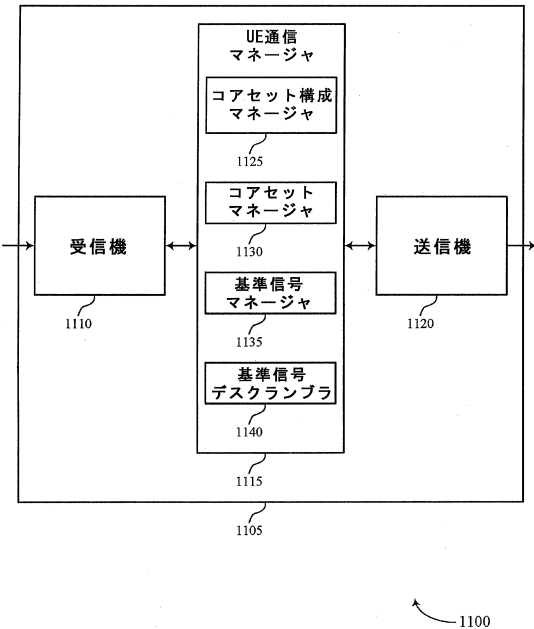 UE通信
マネージャ
コアセット構成
マネージャ
1125
コアセット
マネージャ
1130
受信機
1110
送信機
1120
基準信号
マネージャ
1135
基準信号
デスクランブラ
1140
1115
1105
1100